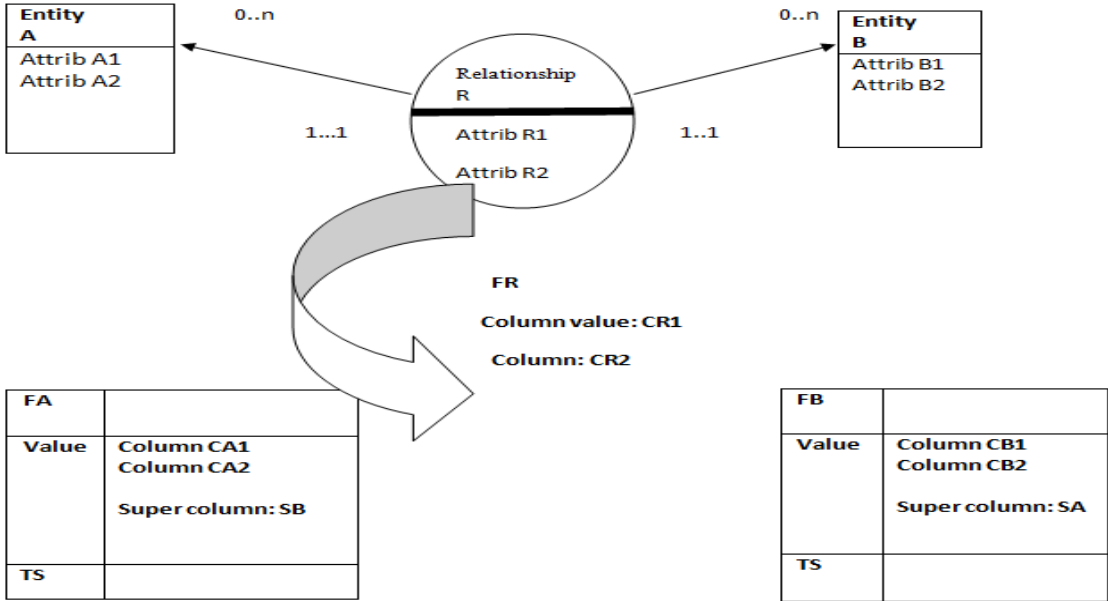 Entity
A
Attrib A1
Attrib A2
0..n
0..n
Entity
B
Attrib B1
Attrib B2
Relationship
R
Attrib R1
Attrib R2
1...1
1..1
FR
Column value: CR1
Column: CR2
FA
Value
Column CA1
Column CA2
Super column: SB
TS
FB
Value
Column CB1
Column CB2
Super column: SA
TS